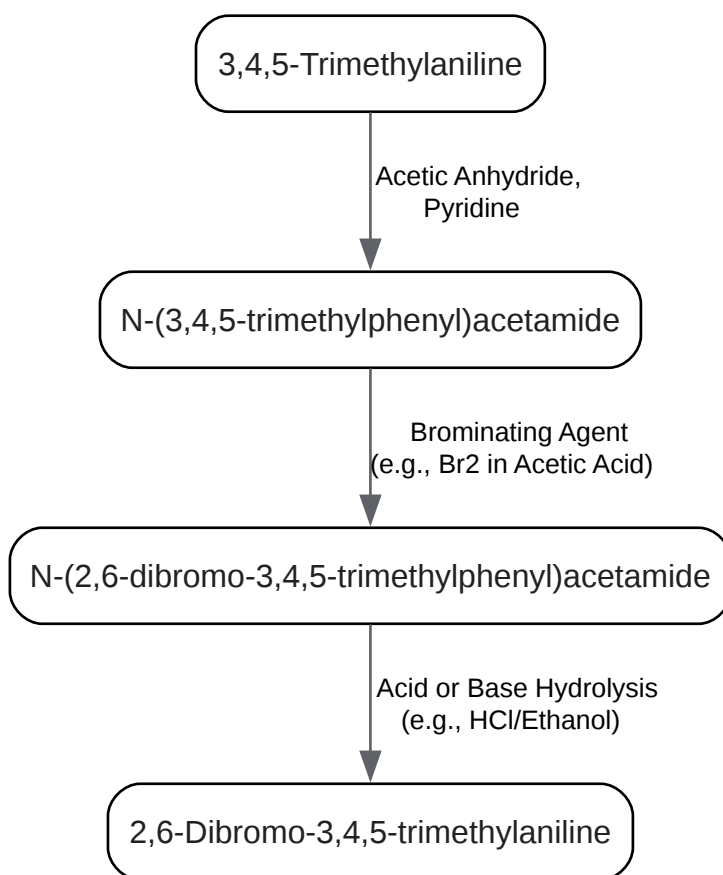 3,4,5-Trimethylaniline
Acetic Anhydride,
Pyridine
N-(3,4,5-trimethylphenyl)acetamide
Brominating Agent
(e.g., Br2 in Acetic Acid)
N-(2,6-dibromo-3,4,5-trimethylphenyl)acetamide
Acid or Base Hydrolysis
(e.g., HCl/Ethanol)
2,6-Dibromo-3,4,5-trimethylaniline